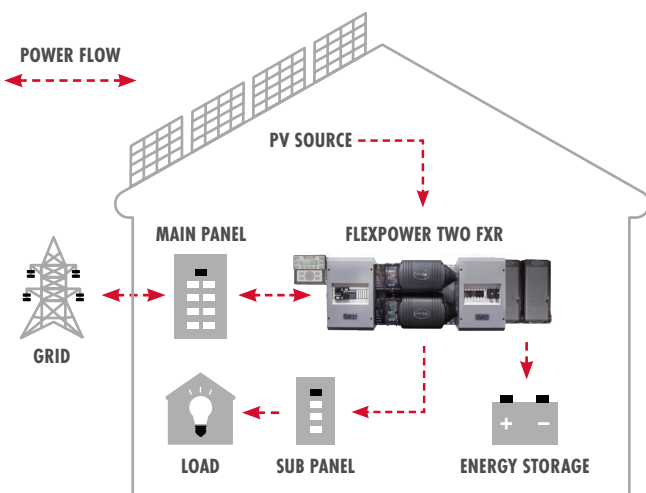 POWER FLOW
PV SOURCE
MAIN PANEL
FLEXPOWER TWO FXR
GRID
+ −
LOAD
SUB PANEL
ENERGY STORAGE